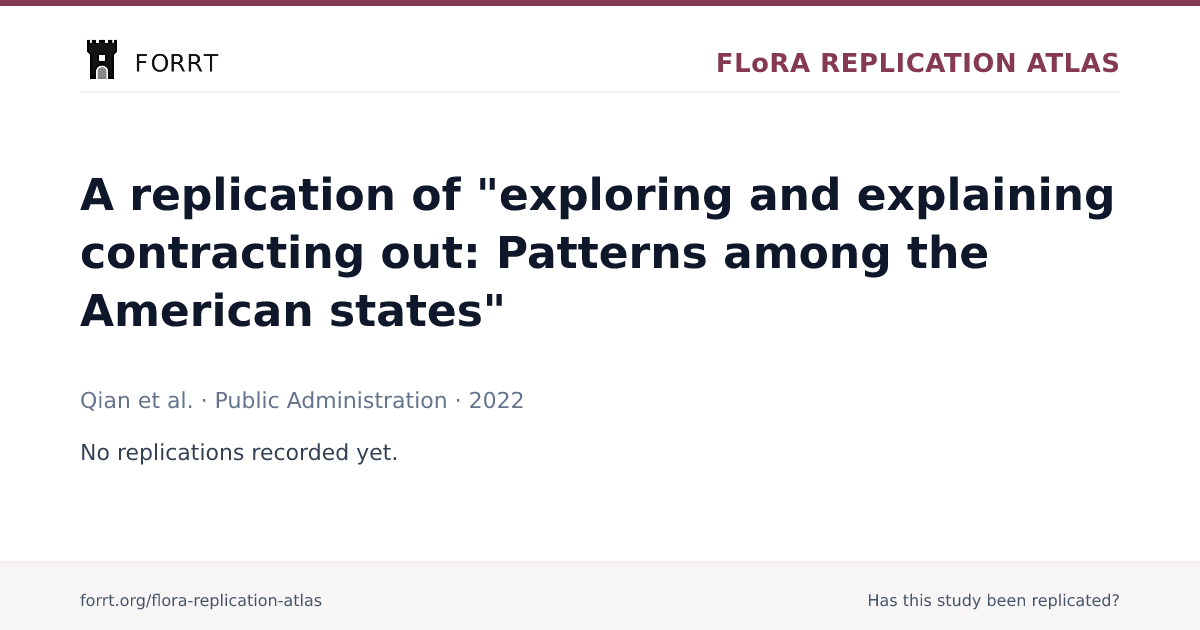 FORRT
FLoRA REPLICATION ATLAS
A replication of "exploring and explaining
contracting out: Patterns among the
American states"
Qian et al. · Public Administration · 2022
No replications recorded yet.
forrt.org/flora-replication-atlas
Has this study been replicated?